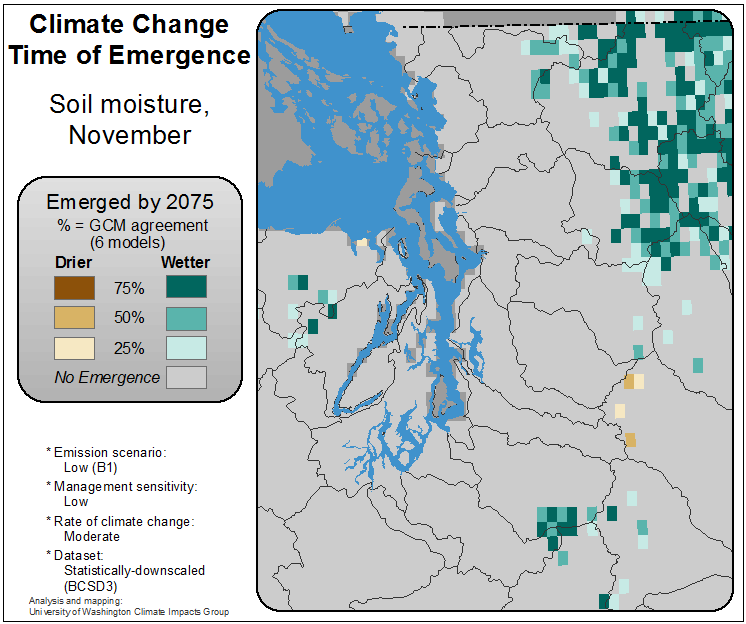 Climate Change
Time of Emergence
Soil moisture,
November
Emerged by 2075
% = GCM agreement
(6 models)
Drier Wetter
75%
50%
25%
No Emergence
* Emission scenario:
Low (B1)
* Management sensitivity:
Low
* Rate of climate change:
Moderate
* Dataset:
Statistically-downscaled
(BCSD3)
Analysis and mapping:
University of Washington Climate Impacts Group